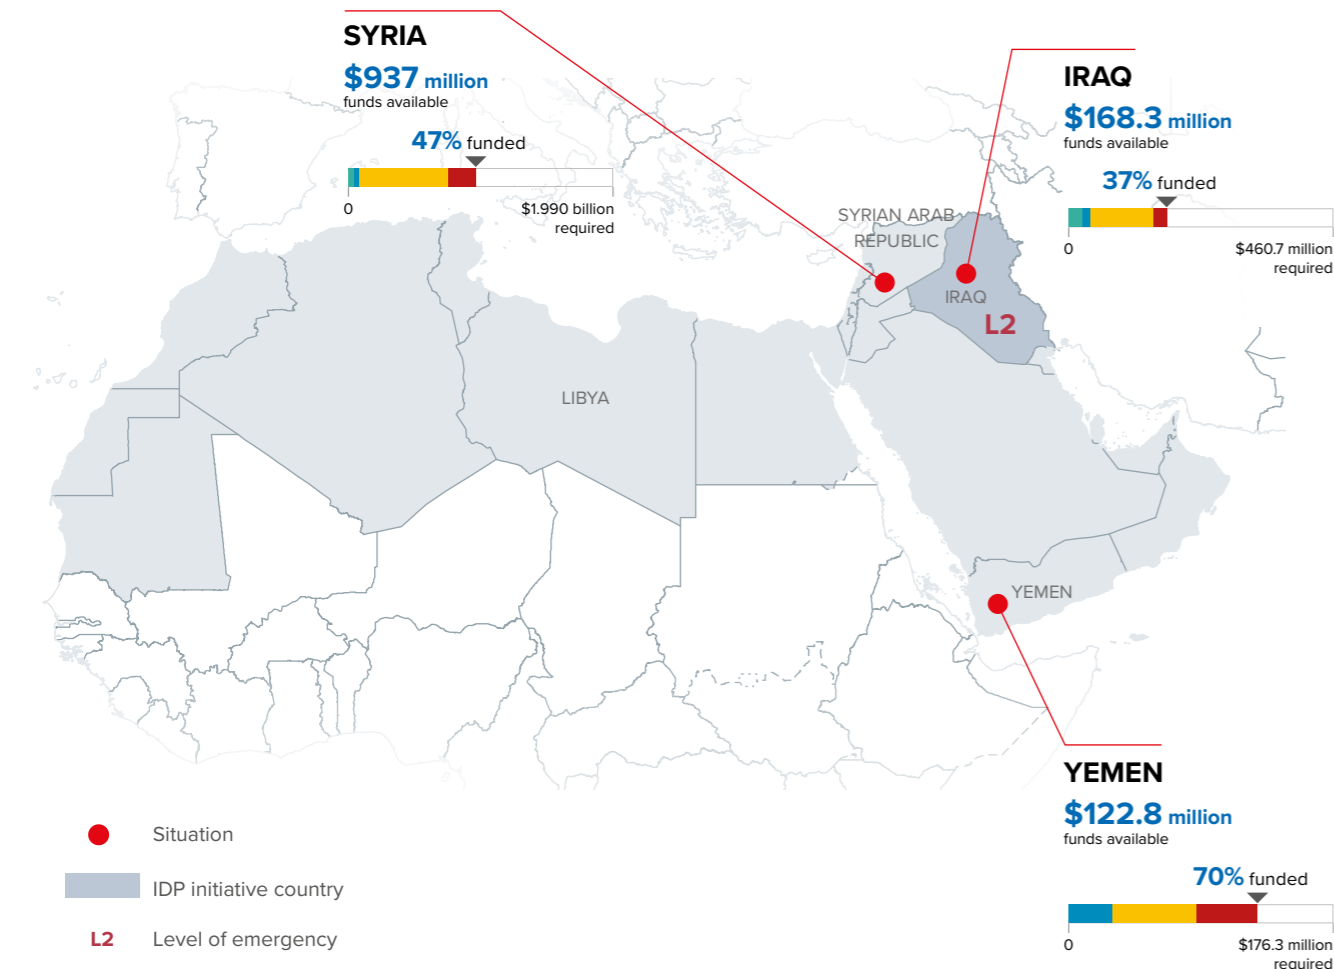 SYRIA
$937 million
funds available
47% funded
0
$1.990 billion
required
IRAQ
$168.3 million
funds available
37% funded
0
$460.7 million
required
SYRIAN ARAB
REPUBLIC
IRAQ
L2
LIBYA
YEMEN
YEMEN
$122.8 million
funds available
70% funded
0
$176.3 million
required
Situation
IDP initiative country
L2 Level of emergency